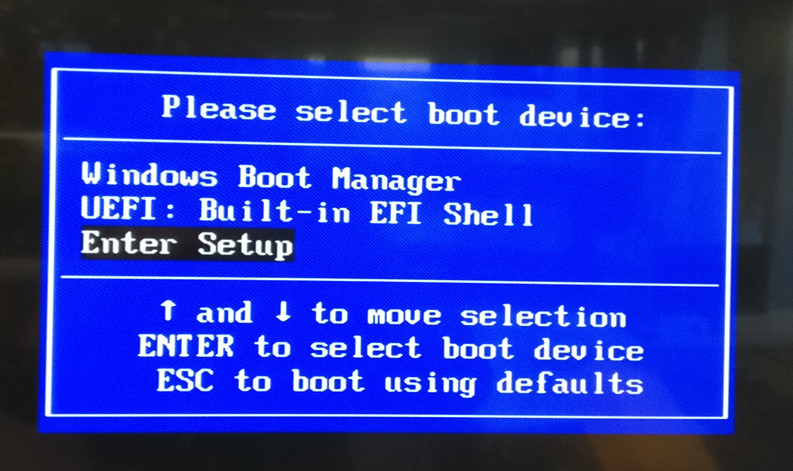 Please select boot device:
Windows Boot Manager
UEFI: Built-in EFI Shell
Enter Setup
↑ and ↓ to move selection
ENTER to select boot device
ESC to boot using defaults